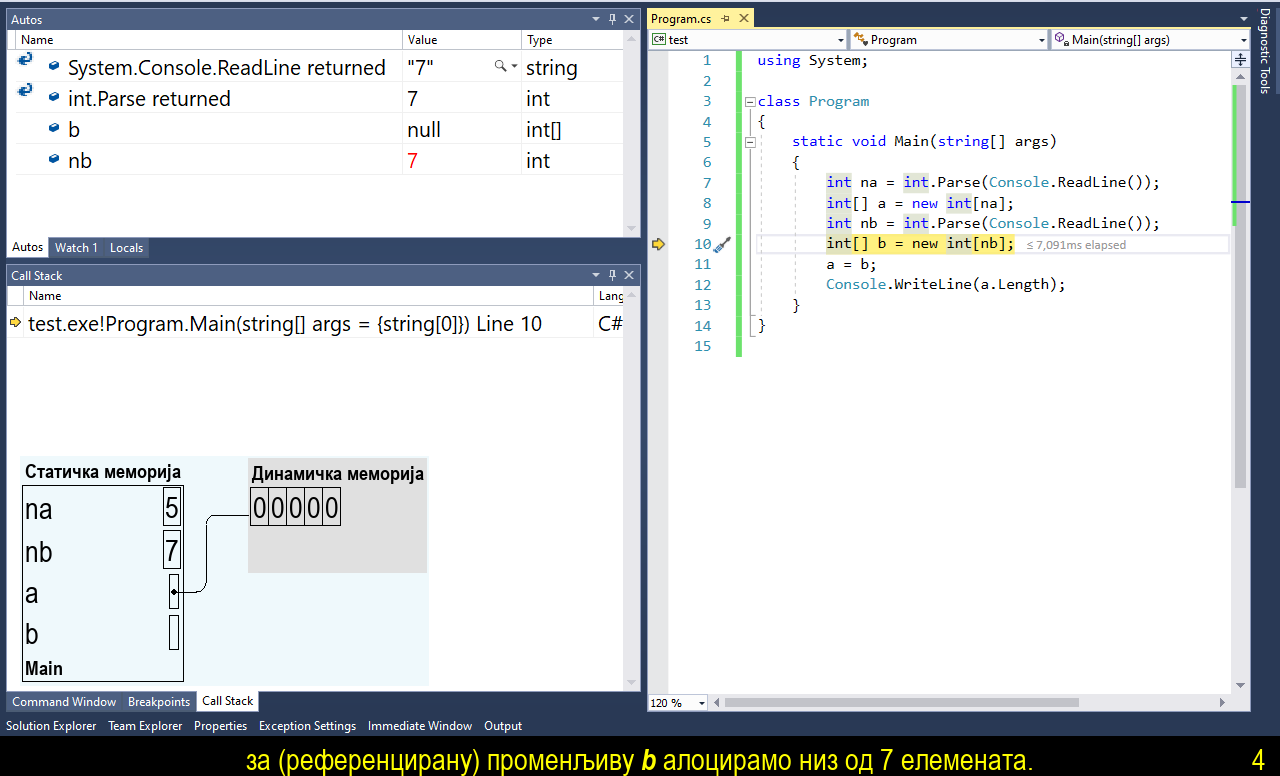 Autos
Name Value Type
System.Console.ReadLine returned "7" string
int.Parse returned 7 int
b null int[]
nb 7 int
Autos Watch 1 Locals
Call Stack
Name Lang
test.exe!Program.Main(string[] args = {string[0]}) Line 10 C#
Статичка меморија
na 5
nb 7
a
b
Main
Динамичка меморија
0 0 0 0 0
Command Window Breakpoints Call Stack
Solution Explorer Team Explorer Properties Exception Settings Immediate Window Output
Program.cs
C# test Program Main(string[] args)
1 using System;
2
3 class Program
4 {
5 static void Main(string[] args)
6 {
7 int na = int.Parse(Console.ReadLine());
8 int[] a = new int[na];
9 int nb = int.Parse(Console.ReadLine());
10 int[] b = new int[nb]; ≤ 7,091ms elapsed
11 a = b;
12 Console.WriteLine(a.Length);
13 }
14 }
15
120 %
Diagnostic Tools
за (референцирану) променљиву b алоцирамо низ од 7 елемената. 4